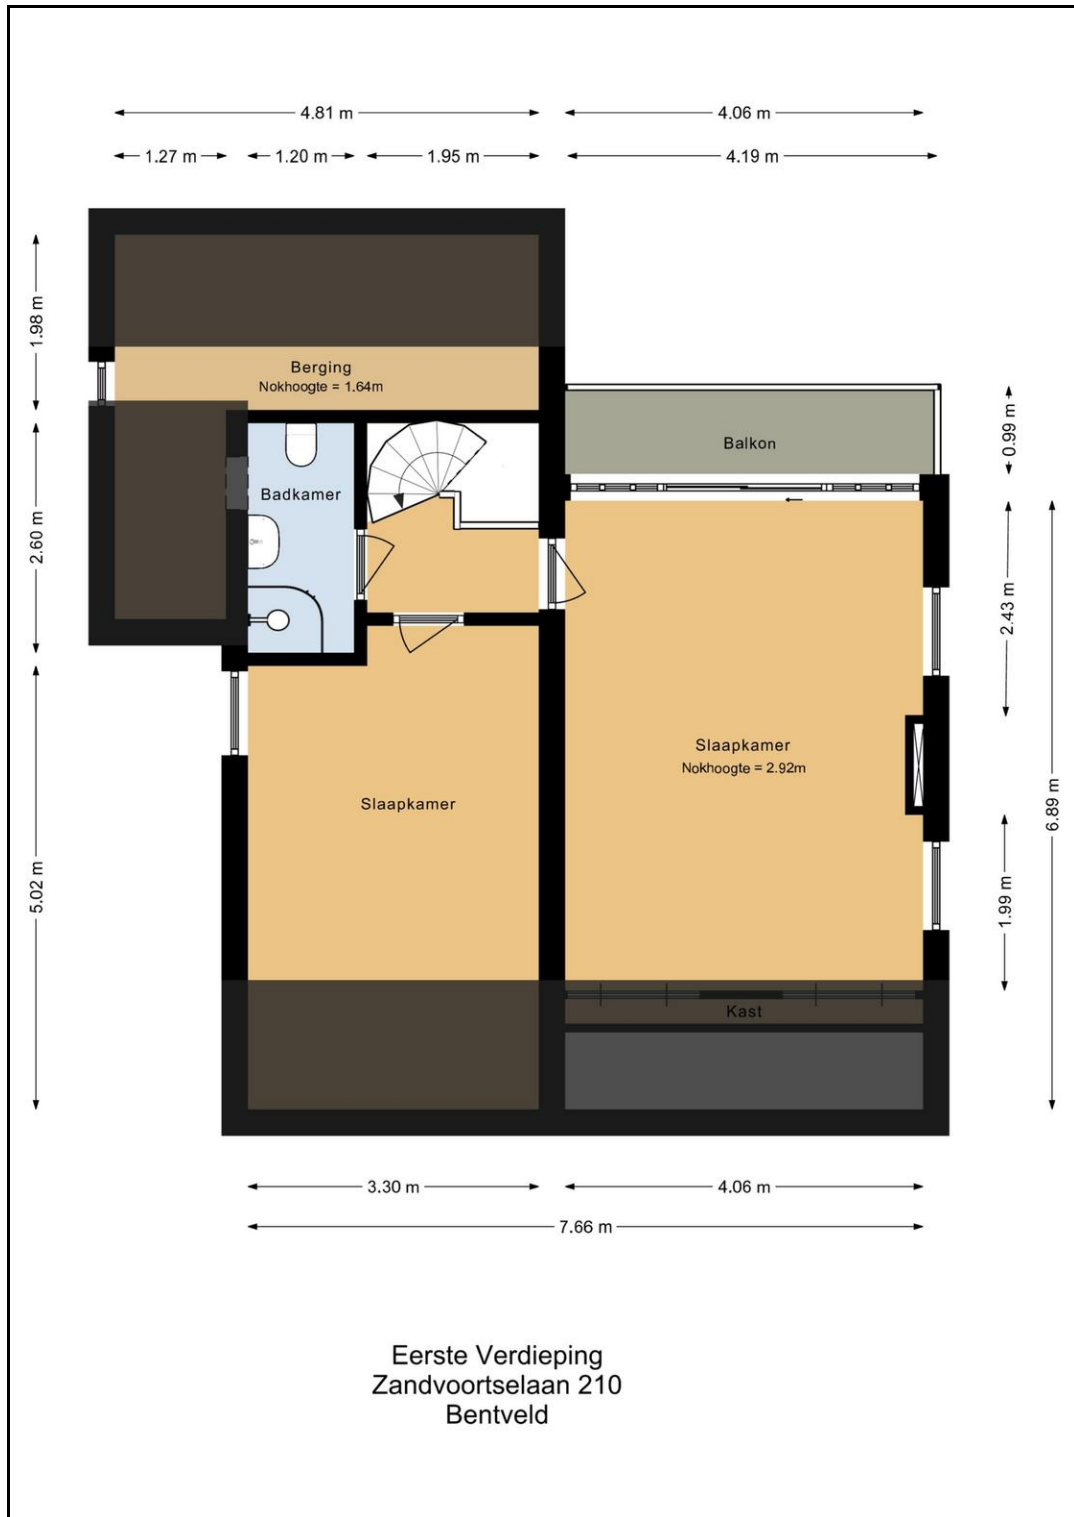 4.81 m
4.06 m
1.27 m
1.20 m
1.95 m
4.19 m
1.98 m
Berging
Nokhoogte = 1.64m
0.99 m
Balkon
Badkamer
2.60 m
2.43 m
Slaapkamer
Nokhoogte = 2.92m
Slaapkamer
6.89 m
5.02 m
1.99 m
Kast
3.30 m
4.06 m
7.66 m
Eerste Verdieping
Zandvoortselaan 210
Bentveld